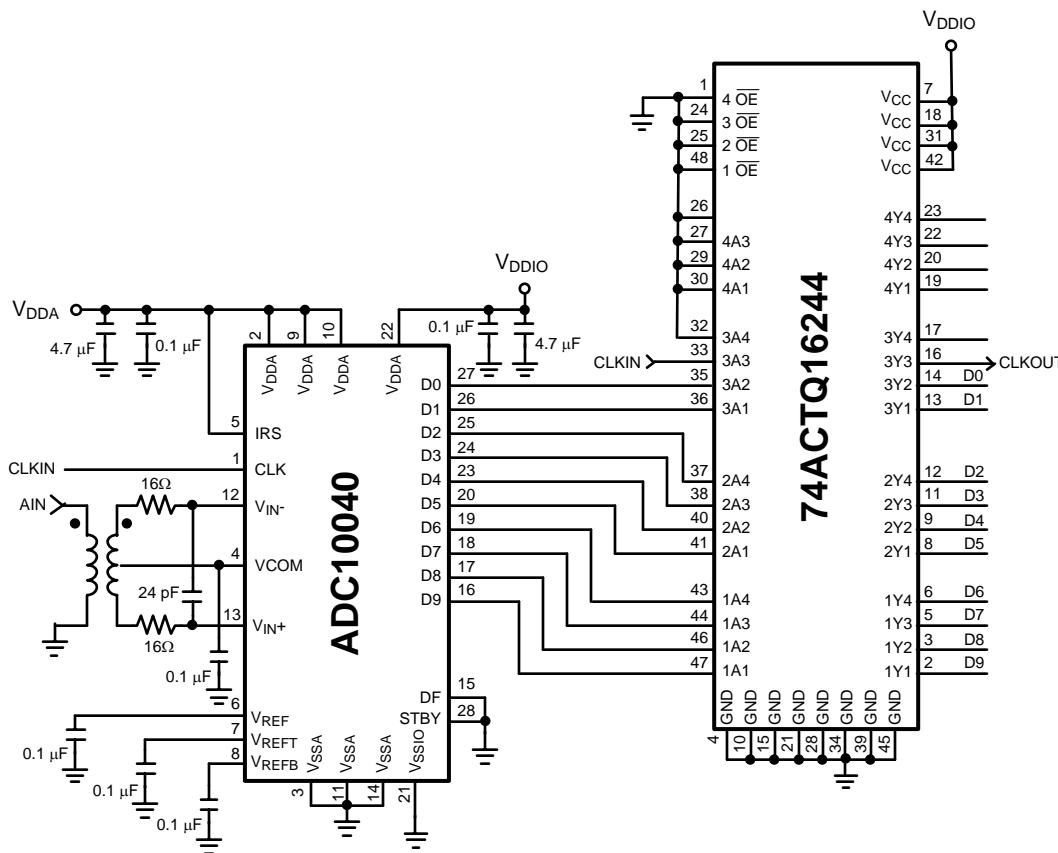 VDDIO
1
4 OE
24
3 OE
25
2 OE
48
1 OE
26
27
4A3
29
4A2
30
4A1
32
3A4
33
3A3
CLKIN
35
3A2
36
3A1
37
2A4
38
2A3
40
2A2
41
2A1
43
1A4
44
1A3
46
1A2
47
1A1
74ACTQ16244
VCC
7
VCC
18
VCC
31
VCC
42
4Y4
23
4Y3
22
4Y2
20
4Y1
19
3Y4
17
3Y3
16
CLKOUT
3Y2
14
D0
3Y1
13
D1
2Y4
12
D2
2Y3
11
D3
2Y2
9
D4
2Y1
8
D5
1Y4
6
D6
1Y3
5
D7
1Y2
3
D8
1Y1
2
D9
GND GND GND GND GND GND GND GND
4 10 15 21 28 34 39 45
VDDA
4.7 µF
0.1 µF
VDDIO
0.1 µF
4.7 µF
2 9 10 22
VDDA VDDA VDDA VDDA
5
IRS
CLKIN
1
CLK
AIN
16Ω
12
VIN-
4
VCOM
24 pF
13
VIN+
16Ω
0.1 µF
6
VREF
7
VREFT
8
VREFB
0.1 µF
0.1 µF
0.1 µF
ADC10040
D0
27
D1
26
D2
25
D3
24
D4
23
D5
20
D6
19
D7
18
D8
17
D9
16
DF
15
STBY
28
VSSA VSSA VSSA VSSIO
3 11 14 21